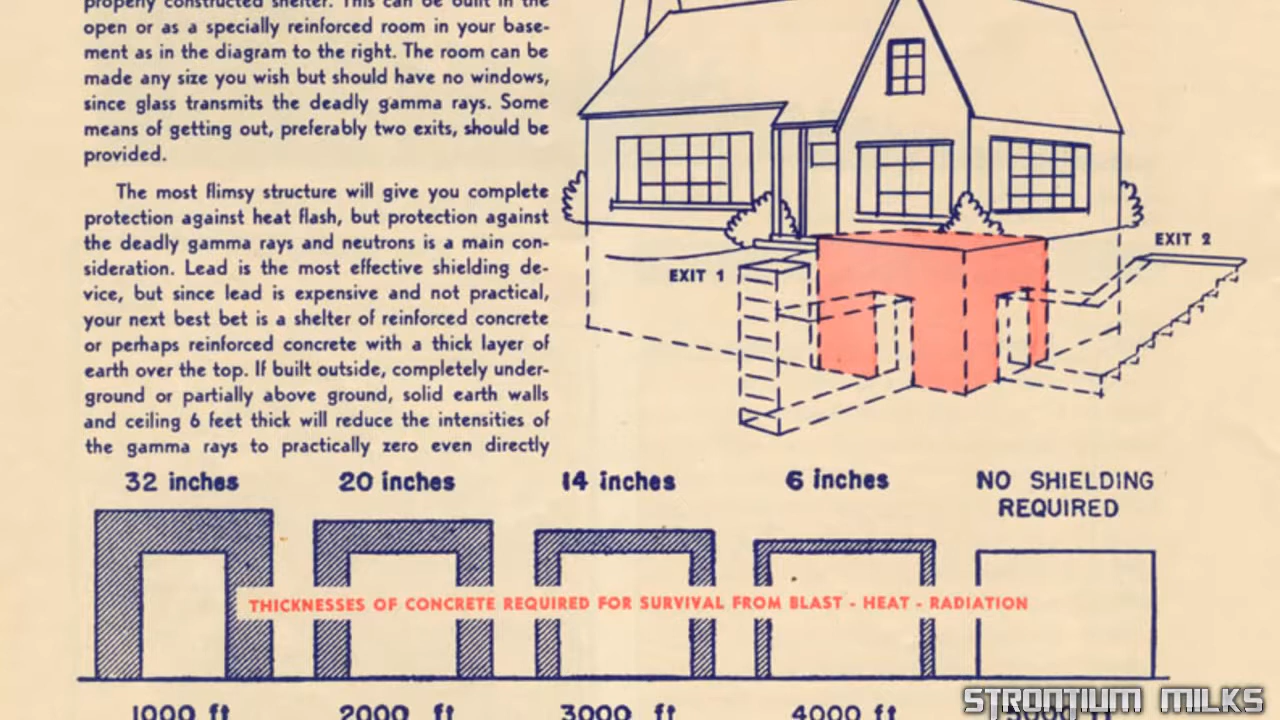 properly constructed shelter. This can be built in the
open or as a specially reinforced room in your base-
ment as in the diagram to the right. The room can be
made any size you wish but should have no windows,
since glass transmits the deadly gamma rays. Some
means of getting out, preferably two exits, should be
provided.
The most flimsy structure will give you complete
protection against heat flash, but protection against
the deadly gamma rays and neutrons is a main con-
sideration. Lead is the most effective shielding de-
vice, but since lead is expensive and not practical,
your next best bet is a shelter of reinforced concrete
or perhaps reinforced concrete with a thick layer of
earth over the top. If built outside, completely under-
ground or partially above ground, solid earth walls
and ceiling 6 feet thick will reduce the intensities of
the gamma rays to practically zero even directly
EXIT 1
EXIT 2
32 inches
20 inches
14 inches
6 inches
NO SHIELDING
REQUIRED
THICKNESSES OF CONCRETE REQUIRED FOR SURVIVAL FROM BLAST - HEAT - RADIATION
1000 ft
2000 ft
3000 ft
4000 ft
5000 ft
STRONTIUM MILKS